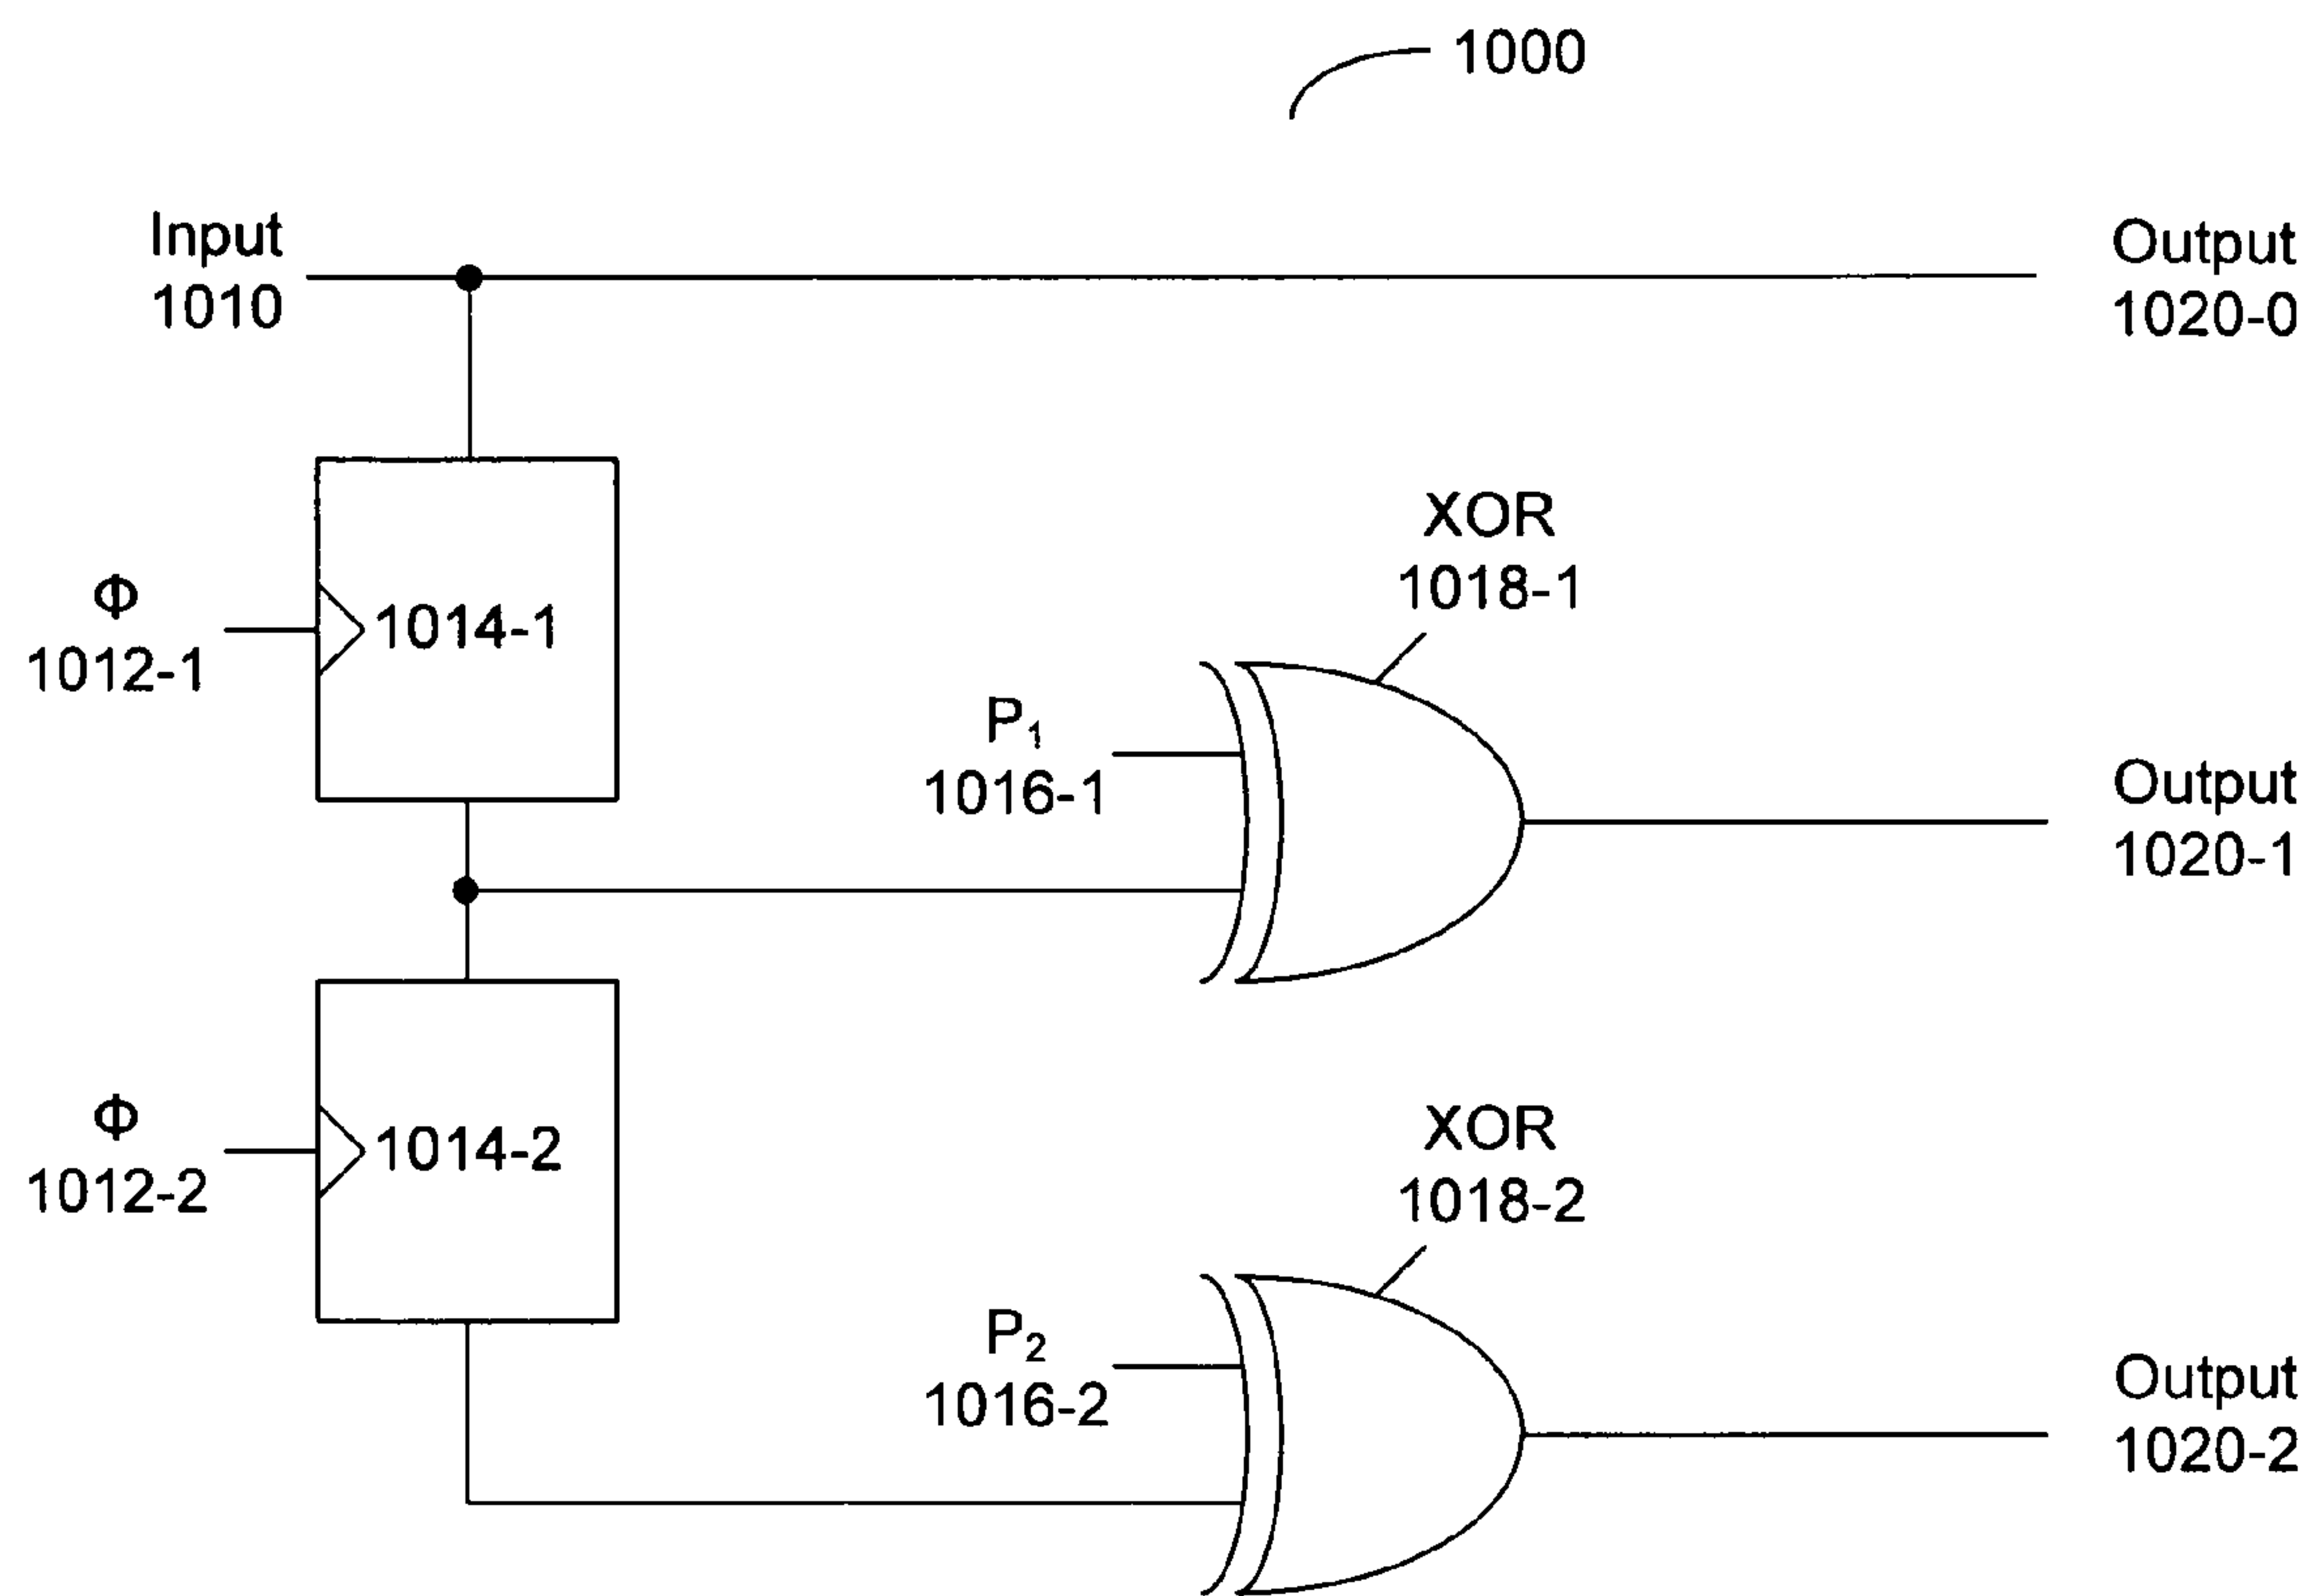 1000
Input
1010
Output
1020-0
XOR
1018-1
Φ
1012-1
1014-1
P₁
1016-1
Output
1020-1
Φ
1012-2
1014-2
XOR
1018-2
P₂
1016-2
Output
1020-2